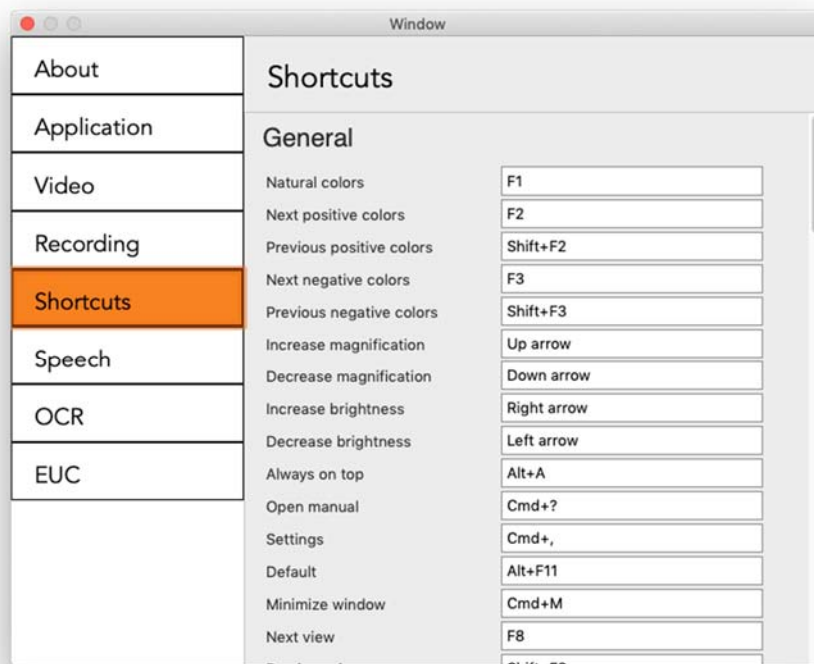 Window
About
Application
Video
Recording
Shortcuts
Speech
OCR
EUC
Shortcuts
General
Natural colors F1
Next positive colors F2
Previous positive colors Shift+F2
Next negative colors F3
Previous negative colors Shift+F3
Increase magnification Up arrow
Decrease magnification Down arrow
Increase brightness Right arrow
Decrease brightness Left arrow
Always on top Alt+A
Open manual Cmd+?
Settings Cmd+,
Default Alt+F11
Minimize window Cmd+M
Next view F8